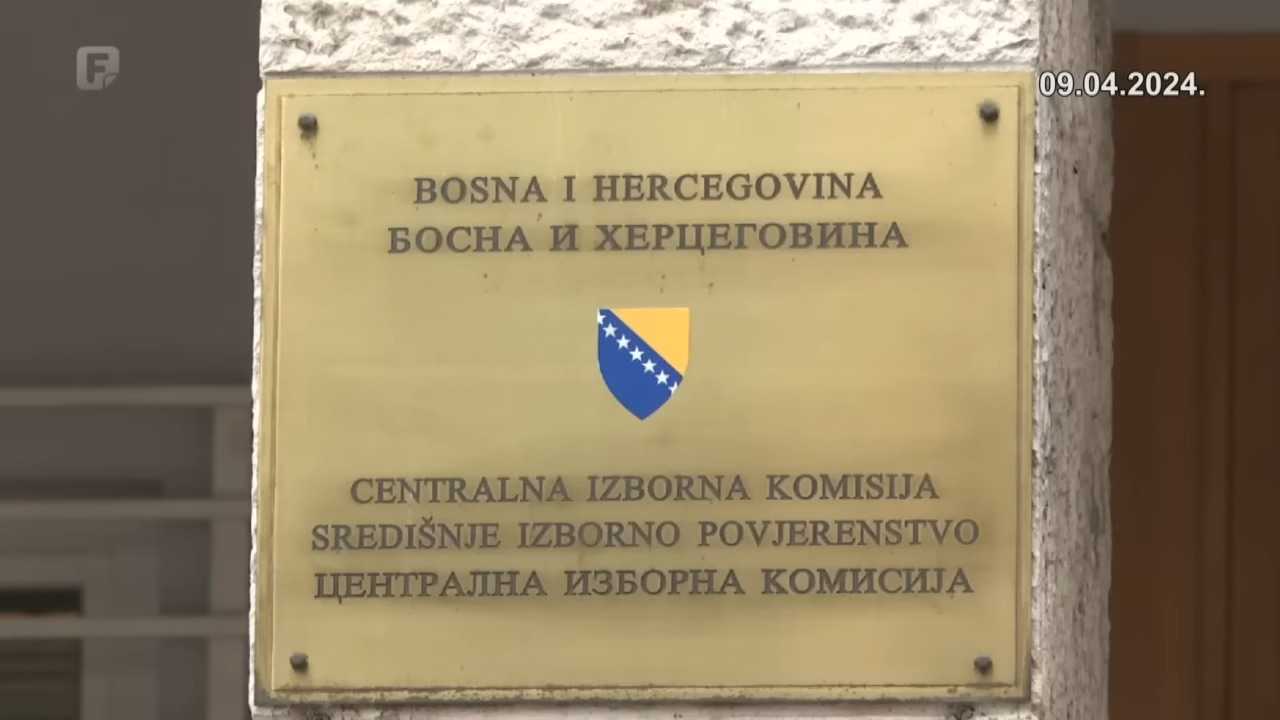 F
09.04.2024.
BOSNA I HERCEGOVINA
БОСНА И ХЕРЦЕГОВИНА
CENTRALNA IZBORNA KOMISIJA
SREDIŠNJE IZBORNO POVJERENSTVO
ЦЕНТРАЛНА ИЗБОРНА КОМИСИЈА